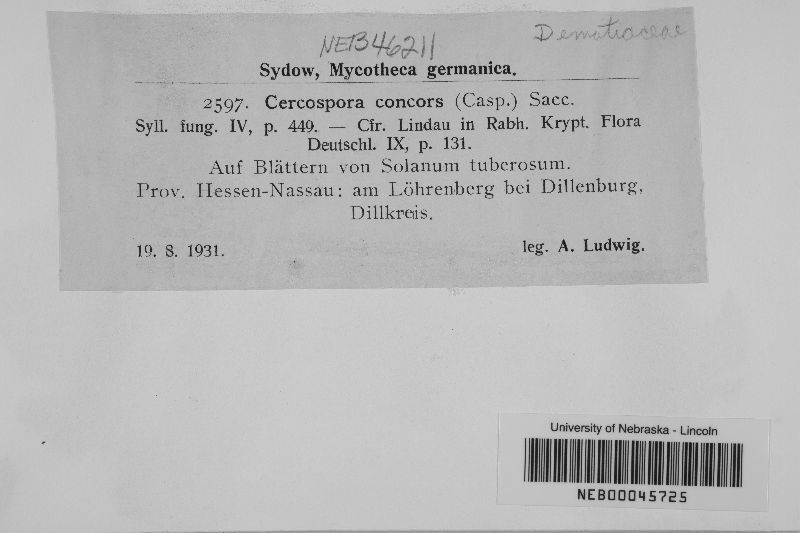 NEB 346211
Dematiaceae
Sydow, Mycotheca germanica.
2597. Cercospora concors (Casp.) Sacc.
Syll. fung. IV, p. 449. — Cfr. Lindau in Rabh. Krypt. Flora
Deutschl. IX, p. 131.
Auf Blättern von Solanum tuberosum.
Prov. Hessen-Nassau: am Löhrenberg bei Dillenburg,
Dillkreis.
19. 8. 1931.
leg. A. Ludwig.
University of Nebraska - Lincoln
NEB00045725